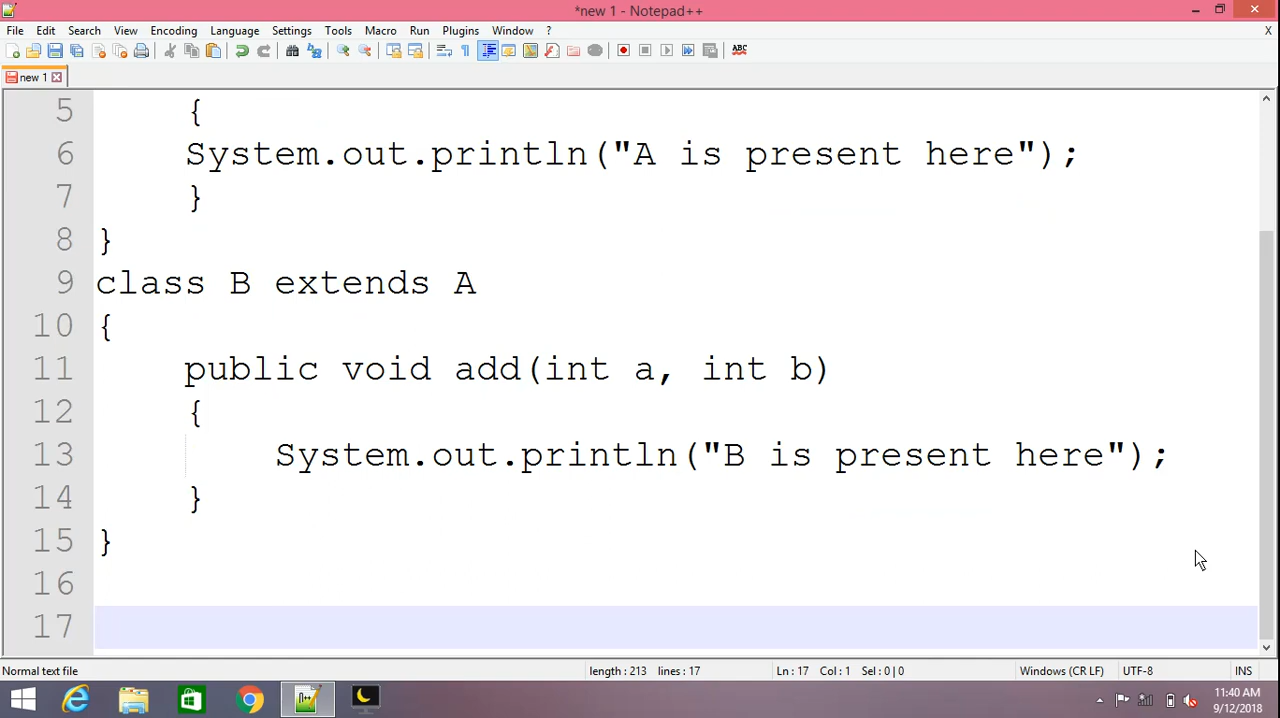 *new 1 - Notepad++
File Edit Search View Encoding Language Settings Tools Macro Run Plugins Window ? X
ABC
new 1
5 {
6 System.out.println("A is present here");
7 }
8 }
9 class B extends A
10 {
11 public void add(int a, int b)
12 {
13 System.out.println("B is present here");
14 }
15 }
16
17
Normal text file length : 213 lines : 17 Ln : 17 Col : 1 Sel : 0 | 0 Windows (CR LF) UTF-8 INS
11:40 AM
9/12/2018